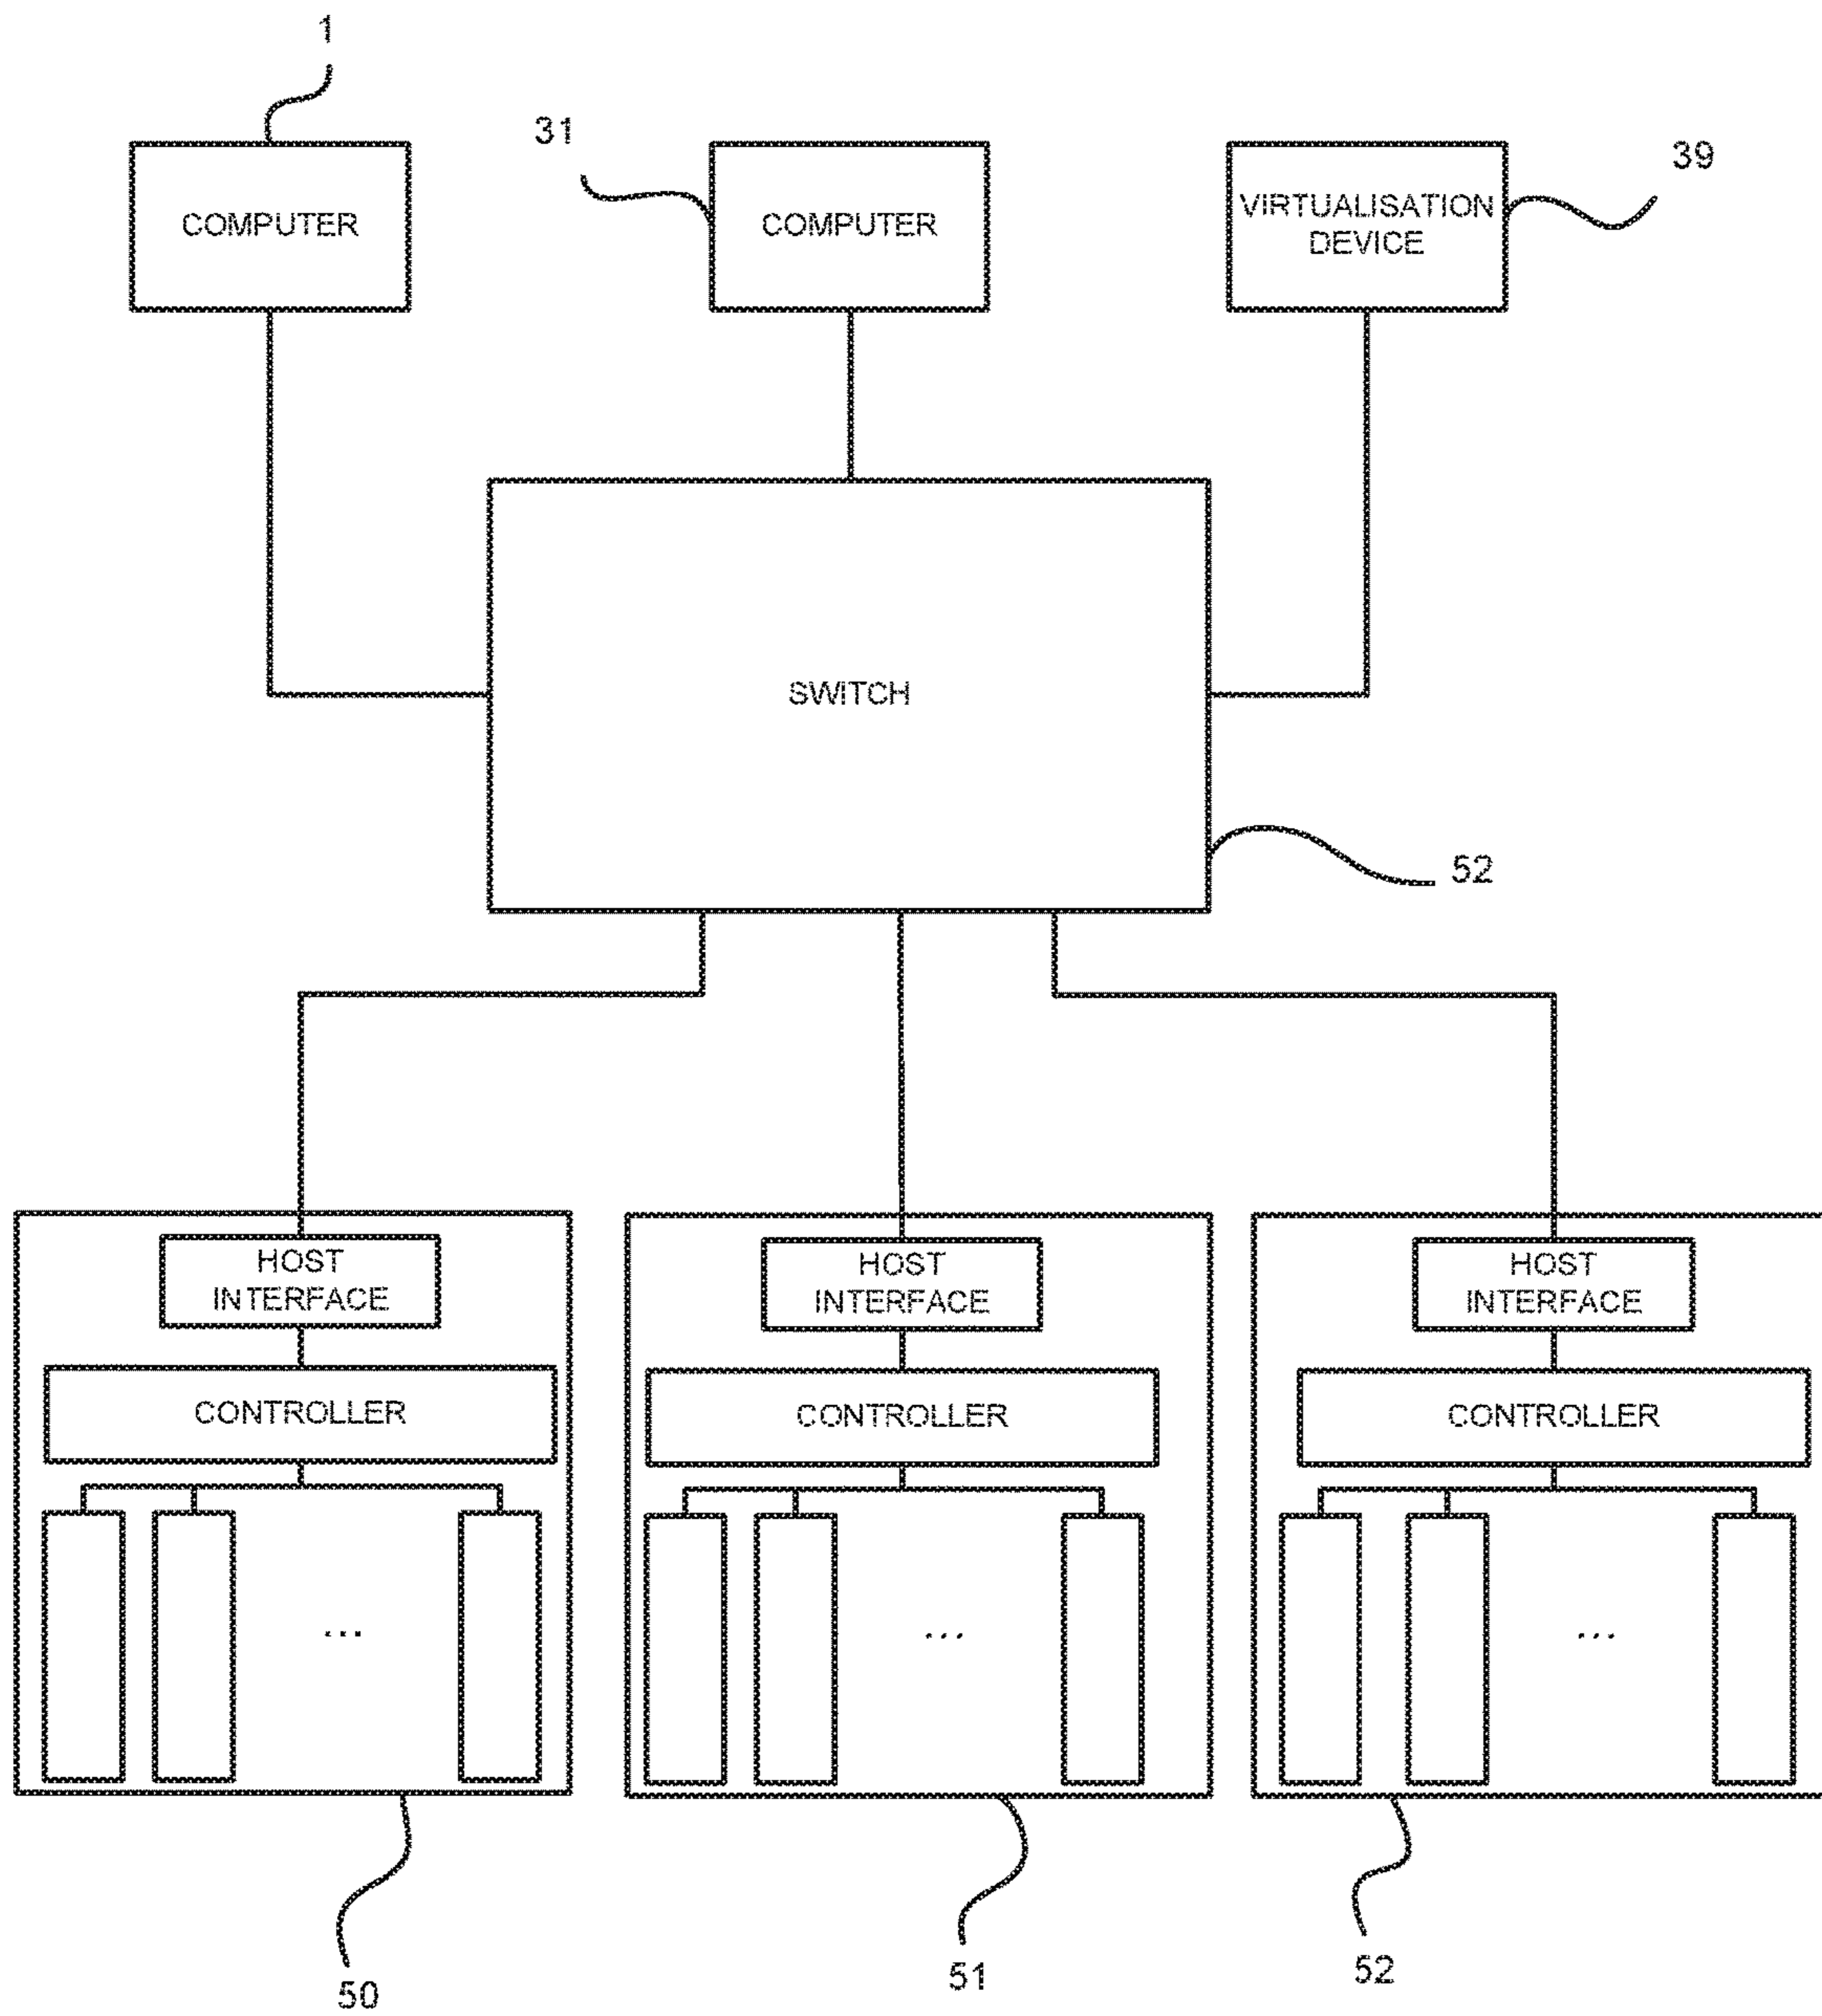 1
31
39
COMPUTER
COMPUTER
VIRTUALISATION
DEVICE
SWITCH
52
HOST
INTERFACE
HOST
INTERFACE
HOST
INTERFACE
CONTROLLER
CONTROLLER
CONTROLLER
...
...
...
50
51
52